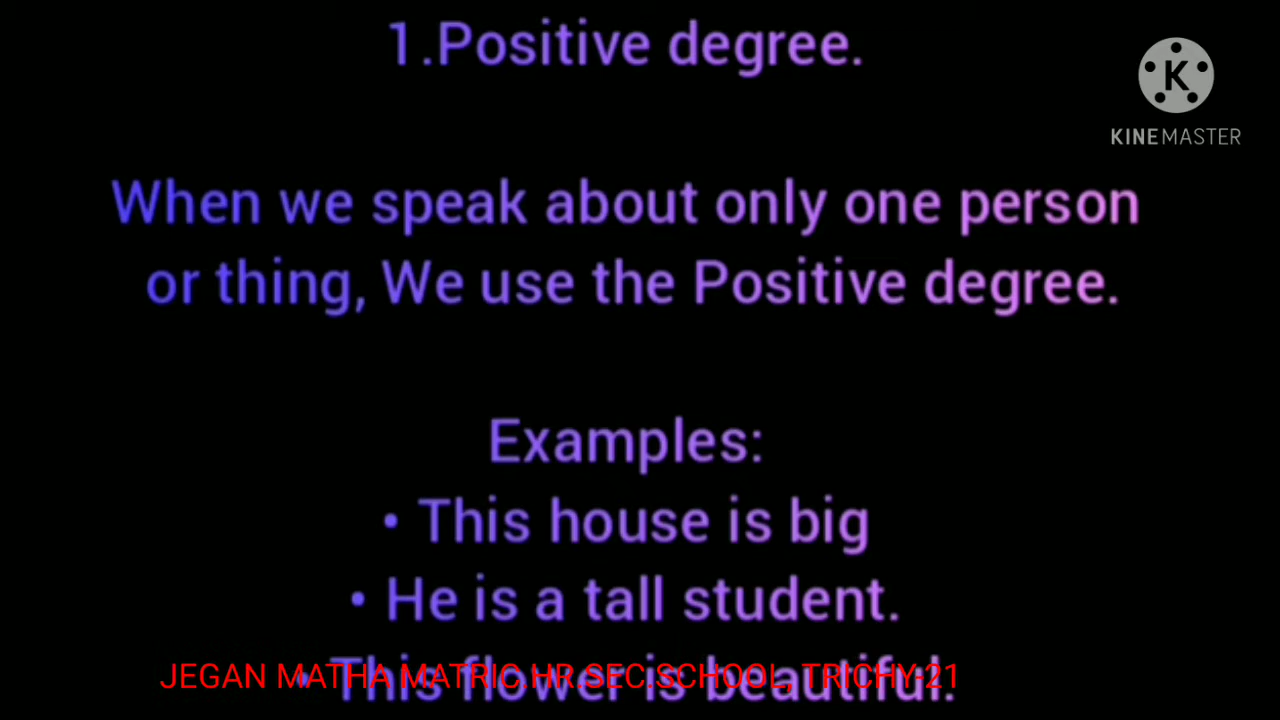 1.Positive degree.
KINEMASTER
When we speak about only one person
or thing, We use the Positive degree.
Examples:
• This house is big
• He is a tall student.
• This flower is beautiful.
JEGAN MATHA MATRIC.HR.SEC.SCHOOL, TRICHY-21